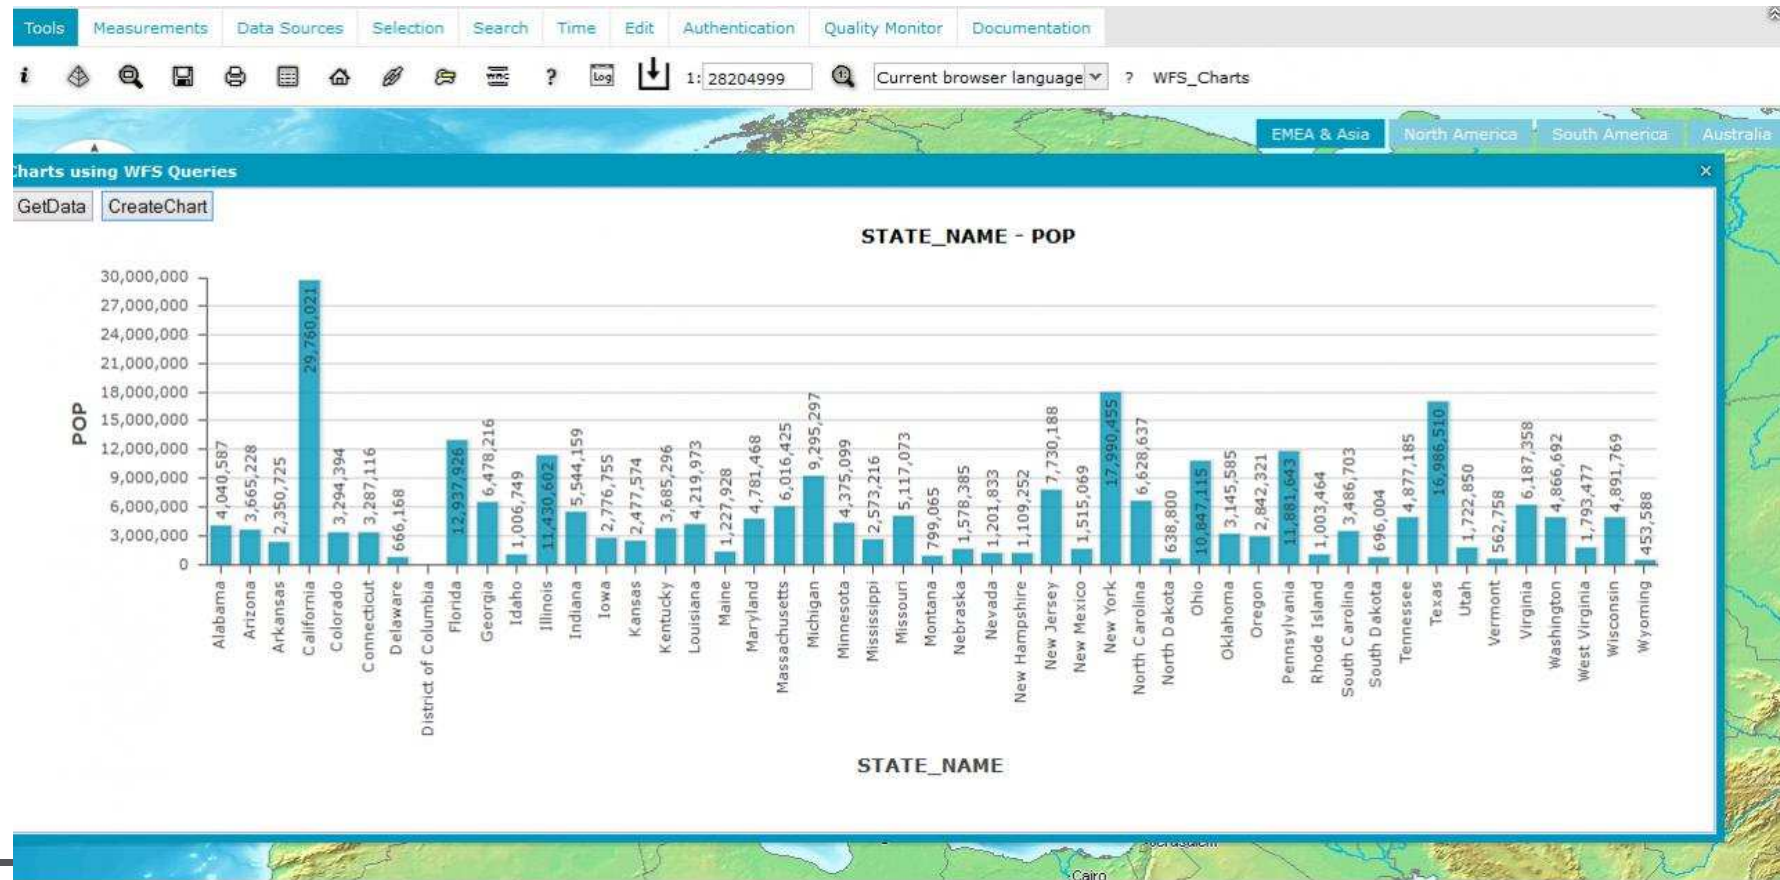 Tools Measurements Data Sources Selection Search Time Edit Authentication Quality Monitor Documentation
i ? Log 1: 28204999 Current browser language ? WFS_Charts
EMEA & Asia North America South America Australia
Charts using WFS Queries
GetData CreateChart
STATE_NAME - POP
POP
30,000,000
27,000,000
24,000,000
21,000,000
18,000,000
15,000,000
12,000,000
9,000,000
6,000,000
3,000,000
0
4,040,587
3,665,228
2,350,725
29,760,021
3,294,394
3,287,116
666,168
12,937,926
6,478,216
1,006,749
11,430,602
5,544,159
2,776,755
2,477,574
3,685,296
4,219,973
1,227,928
4,781,468
6,016,425
9,295,297
4,375,099
2,573,216
5,117,073
799,065
1,578,385
1,201,833
1,109,252
7,730,188
1,515,069
17,990,455
6,628,637
638,800
10,847,115
3,145,585
2,842,321
11,881,643
1,003,464
3,486,703
696,004
4,877,185
16,986,510
1,722,850
562,758
6,187,358
4,866,692
1,793,477
4,891,769
453,588
Alabama
Arizona
Arkansas
California
Colorado
Connecticut
Delaware
District of Columbia
Florida
Georgia
Idaho
Illinois
Indiana
Iowa
Kansas
Kentucky
Louisiana
Maine
Maryland
Massachusetts
Michigan
Minnesota
Mississippi
Missouri
Montana
Nebraska
Nevada
New Hampshire
New Jersey
New Mexico
New York
North Carolina
North Dakota
Ohio
Oklahoma
Oregon
Pennsylvania
Rhode Island
South Carolina
South Dakota
Tennessee
Texas
Utah
Vermont
Virginia
Washington
West Virginia
Wisconsin
Wyoming
STATE_NAME
Cairo